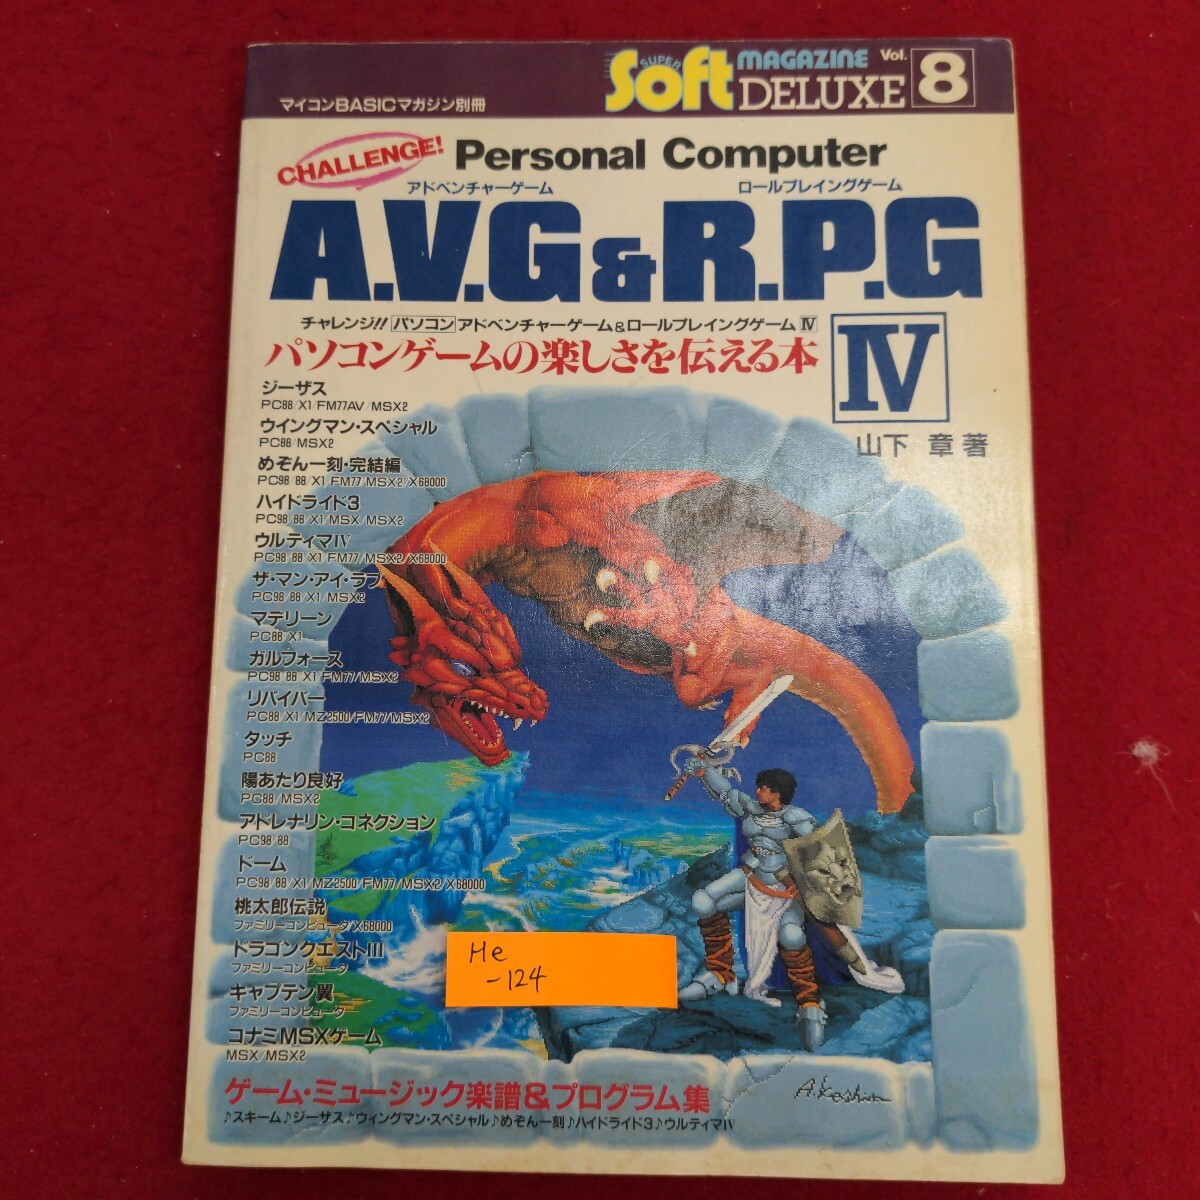 マイコンBASICマガジン別冊
SUPER Soft MAGAZINE DELUXE Vol. 8
CHALLENGE! Personal Computer
アドベンチャーゲーム ロールプレイングゲーム
A.V.G & R.P.G
チャレンジ!! パソコン アドベンチャーゲーム&ロールプレイングゲーム IV
パソコンゲームの楽しさを伝える本
IV
山下 章 著
ジーザス
PC88/X1/FM77AV/MSX2
ウイングマン・スペシャル
PC88/MSX2
めぞん一刻・完結編
PC98/88/X1/FM77/MSX2/X68000
ハイドライド3
PC98/88/X1/MSX/MSX2
ウルティマIV
PC98/88/X1/FM77/MSX2/X68000
ザ・マン・アイ・ラブ
PC98/88/X1/MSX2
マデリーン
PC88/X1
ガルフォース
PC98/88/X1/FM77/MSX2
リバイバー
PC88/X1/MZ2500/FM77/MSX2
タッチ
PC88
陽あたり良好
PC88/MSX2
アドレナリン・コネクション
PC98/88
ドーム
PC98/88/X1/MZ2500/FM77/MSX2/X68000
桃太郎伝説
ファミリーコンピュータ/X68000
ドラゴンクエストIII
ファミリーコンピュータ
キャプテン翼
ファミリーコンピュータ
コナミMSXゲーム
MSX/MSX2
He
-124
ゲーム・ミュージック楽譜&プログラム集
♪スキーム♪ジーザス♪ウィングマン・スペシャル♪めぞん一刻♪ハイドライド3♪ウルティマIV